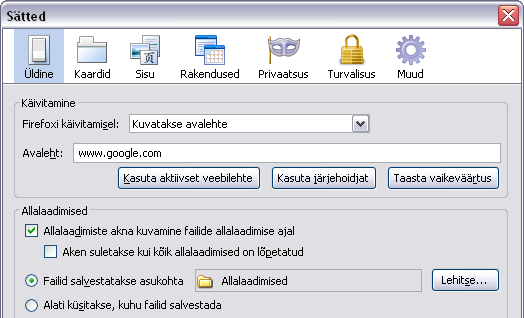 Sätted
Üldine Kaardid Sisu Rakendused Privaatsus Turvalisus Muud
Käivitamine
Firefoxi käivitamisel: Kuvatakse avalehte
Avaleht: www.google.com
Kasuta aktiivset veebilehte Kasuta järjehoidjat Taasta vaikeväärtus
Allalaadimised
Allalaadimiste akna kuvamine failide allalaadimise ajal
Aken suletakse kui kõik allalaadimised on lõpetatud
Failid salvestatakse asukohta Allalaadimised Lehitse...
Alati küsitakse, kuhu failid salvestada